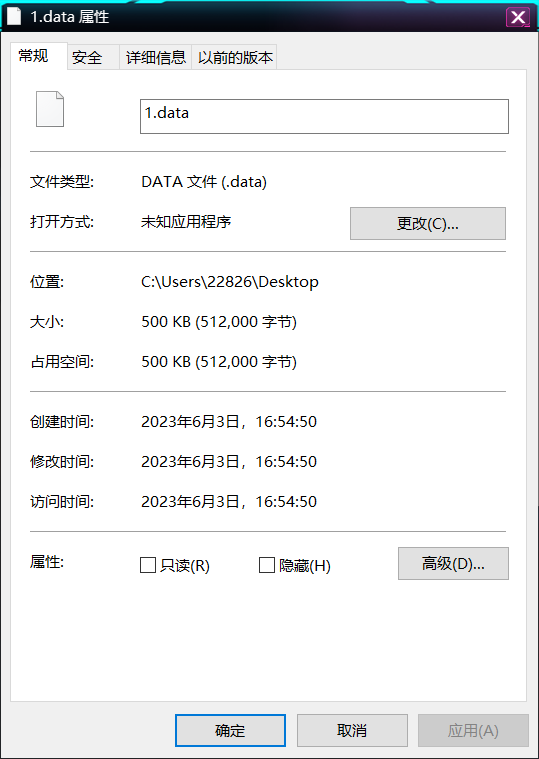 1.data 属性
常规 安全 详细信息 以前的版本
1.data
文件类型: DATA 文件 (.data)
打开方式: 未知应用程序 更改(C)...
位置: C:\Users\22826\Desktop
大小: 500 KB (512,000 字节)
占用空间: 500 KB (512,000 字节)
创建时间: 2023年6月3日，16:54:50
修改时间: 2023年6月3日，16:54:50
访问时间: 2023年6月3日，16:54:50
属性: 只读(R) 隐藏(H) 高级(D)...
确定 取消 应用(A)